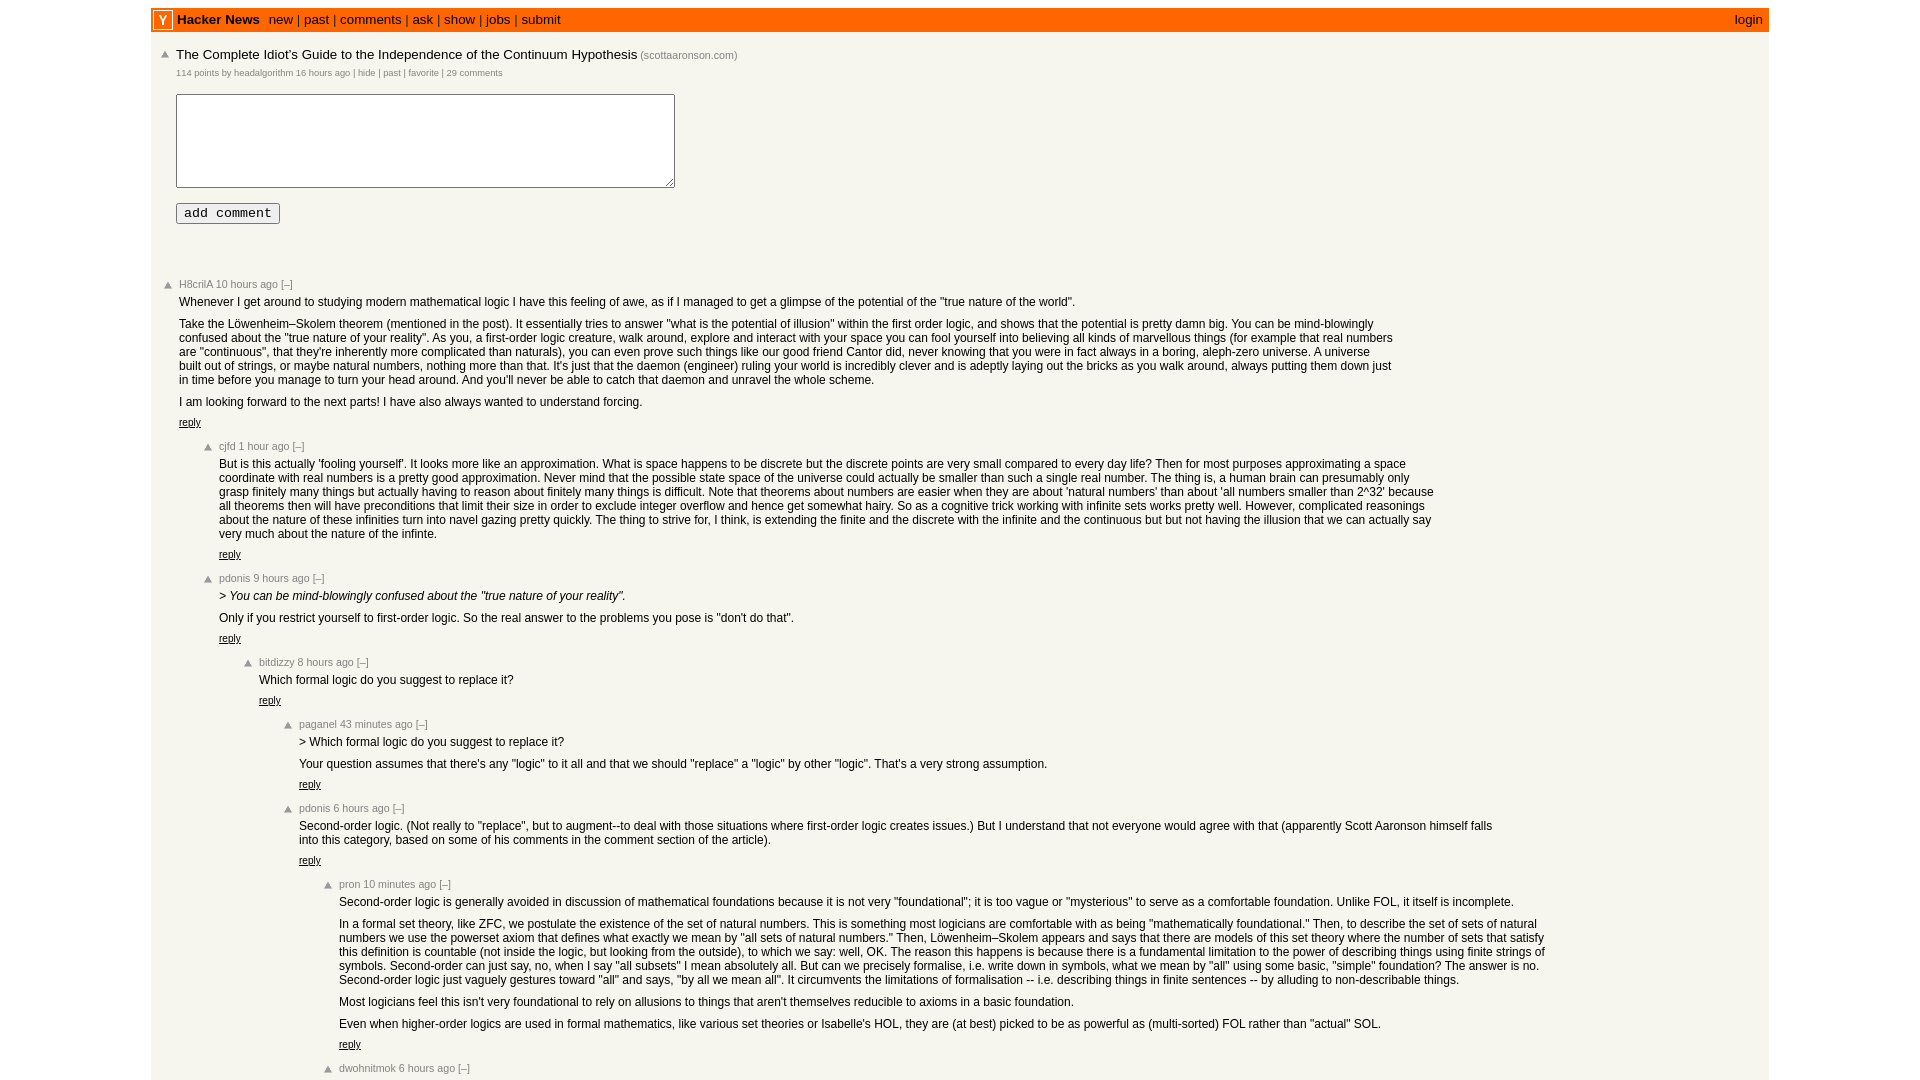 Y Hacker News new | past | comments | ask | show | jobs | submit login
The Complete Idiot’s Guide to the Independence of the Continuum Hypothesis (scottaaronson.com)
114 points by headalgorithm 16 hours ago | hide | past | favorite | 29 comments
add comment
H8crilA 10 hours ago [–]
Whenever I get around to studying modern mathematical logic I have this feeling of awe, as if I managed to get a glimpse of the potential of the "true nature of the world".
Take the Löwenheim–Skolem theorem (mentioned in the post). It essentially tries to answer "what is the potential of illusion" within the first order logic, and shows that the potential is pretty damn big. You can be mind-blowingly
confused about the "true nature of your reality". As you, a first-order logic creature, walk around, explore and interact with your space you can fool yourself into believing all kinds of marvellous things (for example that real numbers
are "continuous", that they're inherently more complicated than naturals), you can even prove such things like our good friend Cantor did, never knowing that you were in fact always in a boring, aleph-zero universe. A universe
built out of strings, or maybe natural numbers, nothing more than that. It's just that the daemon (engineer) ruling your world is incredibly clever and is adeptly laying out the bricks as you walk around, always putting them down just
in time before you manage to turn your head around. And you'll never be able to catch that daemon and unravel the whole scheme.
I am looking forward to the next parts! I have also always wanted to understand forcing.
reply
cjfd 1 hour ago [–]
But is this actually 'fooling yourself'. It looks more like an approximation. What is space happens to be discrete but the discrete points are very small compared to every day life? Then for most purposes approximating a space
coordinate with real numbers is a pretty good approximation. Never mind that the possible state space of the universe could actually be smaller than such a single real number. The thing is, a human brain can presumably only
grasp finitely many things but actually having to reason about finitely many things is difficult. Note that theorems about numbers are easier when they are about 'natural numbers' than about 'all numbers smaller than 2^32' because
all theorems then will have preconditions that limit their size in order to exclude integer overflow and hence get somewhat hairy. So as a cognitive trick working with infinite sets works pretty well. However, complicated reasonings
about the nature of these infinities turn into navel gazing pretty quickly. The thing to strive for, I think, is extending the finite and the discrete with the infinite and the continuous but but not having the illusion that we can actually say
very much about the nature of the infinte.
reply
pdonis 9 hours ago [–]
> You can be mind-blowingly confused about the "true nature of your reality".
Only if you restrict yourself to first-order logic. So the real answer to the problems you pose is "don't do that".
reply
bitdizzy 8 hours ago [–]
Which formal logic do you suggest to replace it?
reply
paganel 43 minutes ago [–]
> Which formal logic do you suggest to replace it?
Your question assumes that there's any "logic" to it all and that we should "replace" a "logic" by other "logic". That's a very strong assumption.
reply
pdonis 6 hours ago [–]
Second-order logic. (Not really to "replace", but to augment--to deal with those situations where first-order logic creates issues.) But I understand that not everyone would agree with that (apparently Scott Aaronson himself falls
into this category, based on some of his comments in the comment section of the article).
reply
pron 10 minutes ago [–]
Second-order logic is generally avoided in discussion of mathematical foundations because it is not very "foundational"; it is too vague or "mysterious" to serve as a comfortable foundation. Unlike FOL, it itself is incomplete.
In a formal set theory, like ZFC, we postulate the existence of the set of natural numbers. This is something most logicians are comfortable with as being "mathematically foundational." Then, to describe the set of sets of natural
numbers we use the powerset axiom that defines what exactly we mean by "all sets of natural numbers." Then, Löwenheim–Skolem appears and says that there are models of this set theory where the number of sets that satisfy
this definition is countable (not inside the logic, but looking from the outside), to which we say: well, OK. The reason this happens is because there is a fundamental limitation to the power of describing things using finite strings of
symbols. Second-order can just say, no, when I say "all subsets" I mean absolutely all. But can we precisely formalise, i.e. write down in symbols, what we mean by "all" using some basic, "simple" foundation? The answer is no.
Second-order logic just vaguely gestures toward "all" and says, "by all we mean all". It circumvents the limitations of formalisation -- i.e. describing things in finite sentences -- by alluding to non-describable things.
Most logicians feel this isn't very foundational to rely on allusions to things that aren't themselves reducible to axioms in a basic foundation.
Even when higher-order logics are used in formal mathematics, like various set theories or Isabelle's HOL, they are (at best) picked to be as powerful as (multi-sorted) FOL rather than "actual" SOL.
reply
dwohnitmok 6 hours ago [–]